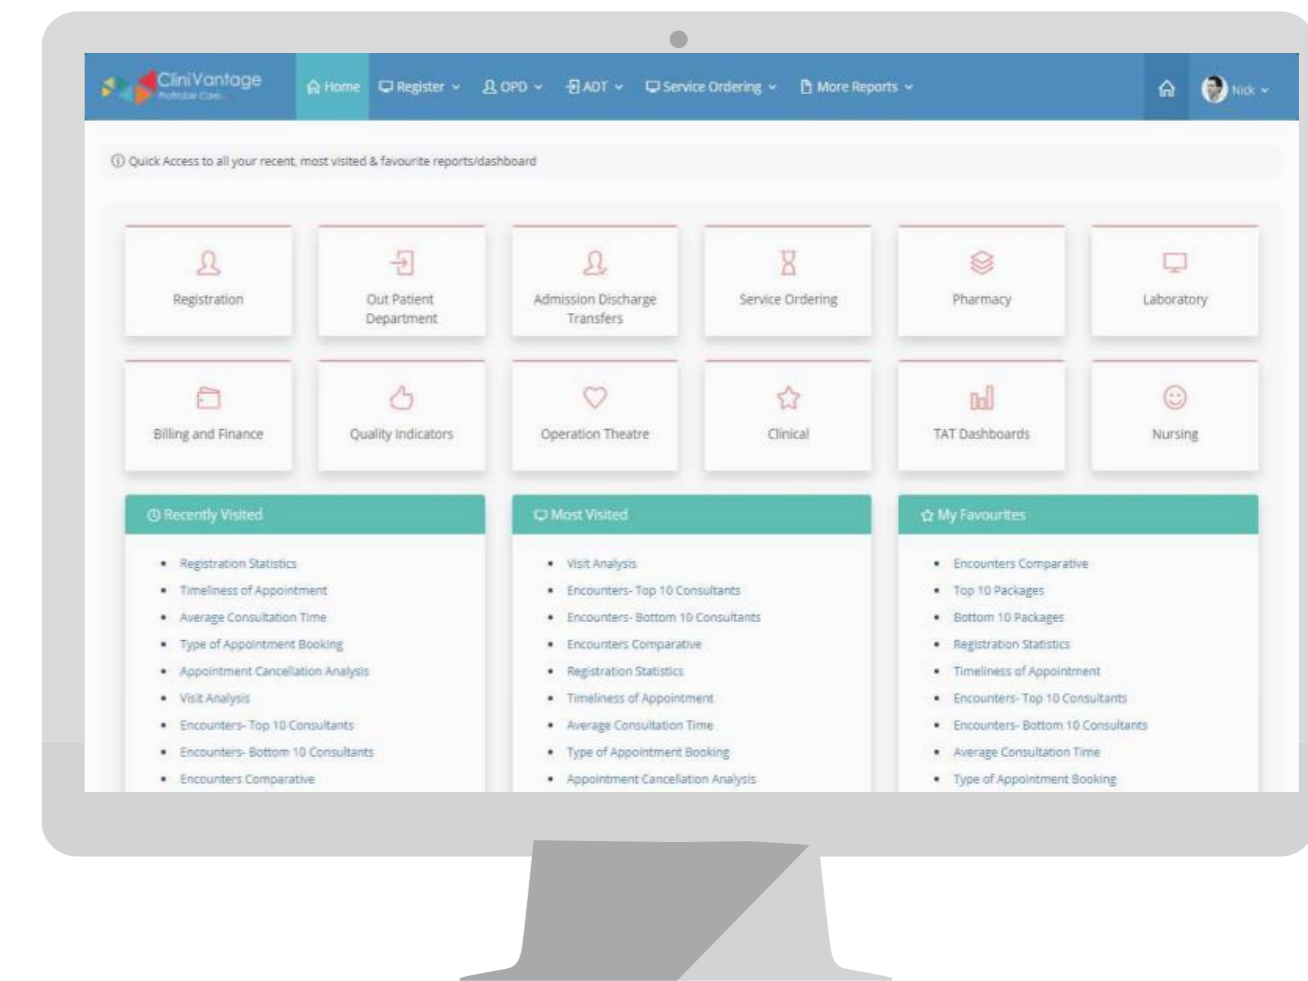 CliniVantage
Home Register OPD ADT Service Ordering More Reports Nick
Quick Access to all your recent, most visited & favourite reports/dashboard
Registration
Out Patient
Department
Admission Discharge
Transfers
Service Ordering
Pharmacy
Laboratory
Billing and Finance
Quality Indicators
Operation Theatre
Clinical
TAT Dashboards
Nursing
Recently Visited
Registration Statistics
Timeliness of Appointment
Average Consultation Time
Type of Appointment Booking
Appointment Cancellation Analysis
Visit Analysis
Encounters- Top 10 Consultants
Encounters- Bottom 10 Consultants
Encounters Comparative
Most Visited
Visit Analysis
Encounters- Top 10 Consultants
Encounters- Bottom 10 Consultants
Encounters Comparative
Registration Statistics
Timeliness of Appointment
Average Consultation Time
Type of Appointment Booking
Appointment Cancellation Analysis
My Favourites
Encounters Comparative
Top 10 Packages
Bottom 10 Packages
Registration Statistics
Timeliness of Appointment
Encounters- Top 10 Consultants
Encounters- Bottom 10 Consultants
Average Consultation Time
Type of Appointment Booking